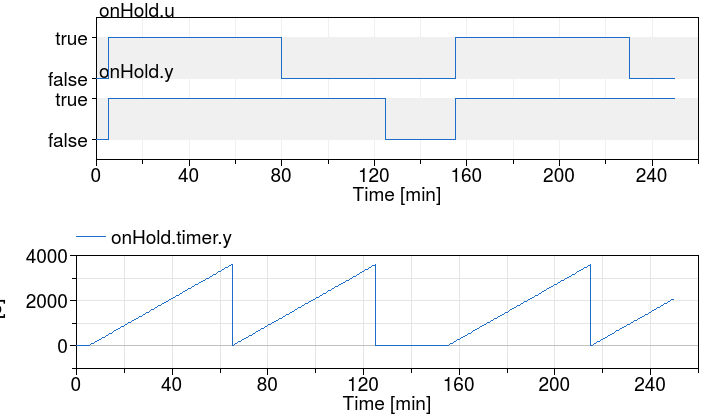 onHold.u
true
false
onHold.y
true
false
0 40 80 120 160 200 240
Time [min]
onHold.timer.y
4000
2000
0
0 40 80 120 160 200 240
Time [min]